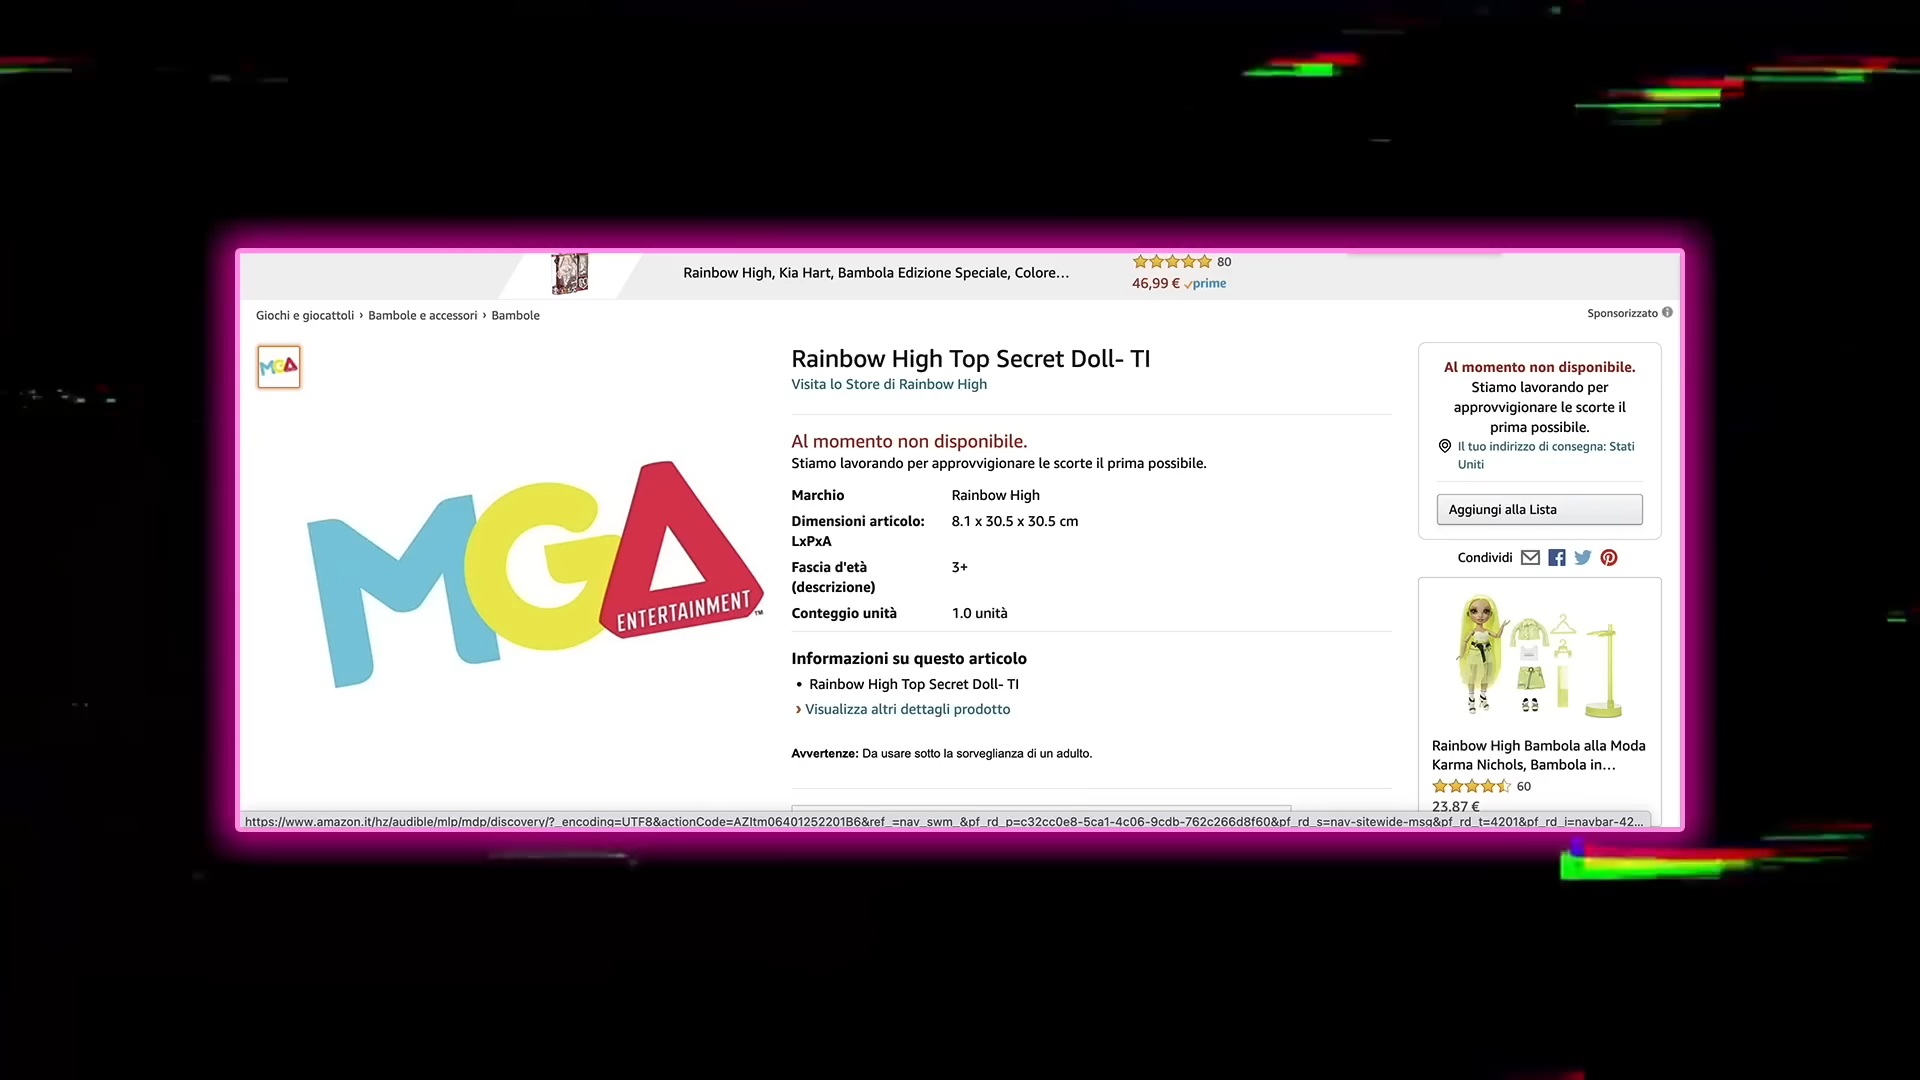 Rainbow High, Kia Hart, Bambola Edizione Speciale, Colore...
80
46,99 € prime
Giochi e giocattoli › Bambole e accessori › Bambole
Sponsorizzato
MGA
MGA
ENTERTAINMENT™
Rainbow High Top Secret Doll- TI
Visita lo Store di Rainbow High
Al momento non disponibile.
Stiamo lavorando per approvvigionare le scorte il prima possibile.
Marchio Rainbow High
Dimensioni articolo: 8.1 x 30.5 x 30.5 cm
LxPxA
Fascia d'età 3+
(descrizione)
Conteggio unità 1.0 unità
Informazioni su questo articolo
• Rainbow High Top Secret Doll- TI
› Visualizza altri dettagli prodotto
Avvertenze: Da usare sotto la sorveglianza di un adulto.
Al momento non disponibile.
Stiamo lavorando per
approvvigionare le scorte il
prima possibile.
Il tuo indirizzo di consegna: Stati
Uniti
Aggiungi alla Lista
Condividi
Rainbow High Bambola alla Moda
Karma Nichols, Bambola in...
60
23,87 €
https://www.amazon.it/hz/audible/mlp/mdp/discovery/?_encoding=UTF8&actionCode=AZItm06401252201B6&ref_=nav_swm_&pf_rd_p=c32cc0e8-5ca1-4c06-9cdb-762c266d8f60&pf_rd_s=nav-sitewide-msg&pf_rd_t=4201&pf_rd_i=navbar-42...